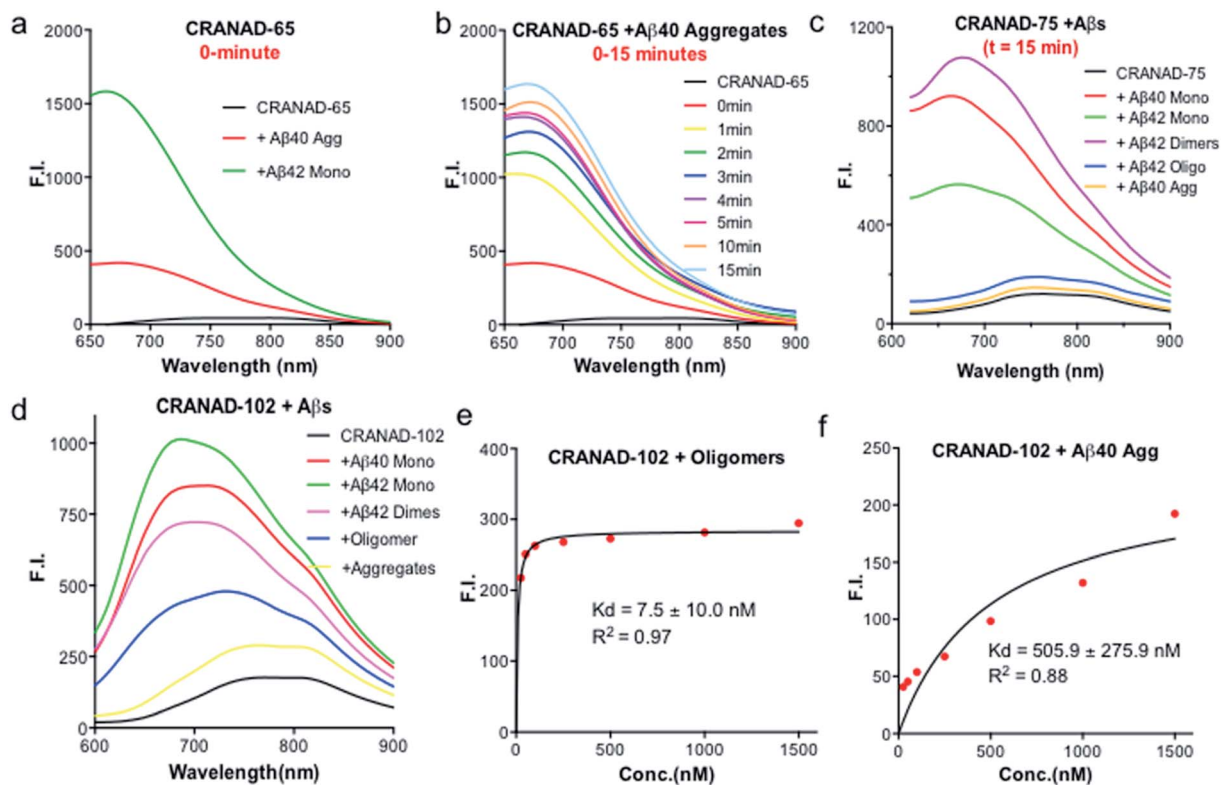 a
CRANAD-65
0-minute
2000
1500
1000
500
0
F.I.
CRANAD-65
+ Aβ40 Agg
+Aβ42 Mono
650 700 750 800 850 900
Wavelength (nm)
b
CRANAD-65 +Aβ40 Aggregates
0-15 minutes
2000
1500
1000
500
0
F.I.
CRANAD-65
0min
1min
2min
3min
4min
5min
10min
15min
650 700 750 800 850 900
Wavelength (nm)
c
CRANAD-75 +Aβs
(t = 15 min)
1200
900
600
300
0
F.I.
CRANAD-75
+ Aβ40 Mono
+ Aβ42 Mono
+ Aβ42 Dimers
+ Aβ42 Oligo
+ Aβ40 Agg
600 700 800 900
Wavelength (nm)
d
CRANAD-102 + Aβs
1000
750
500
250
0
F.I.
CRANAD-102
+Aβ40 Mono
+Aβ42 Mono
+Aβ42 Dimes
+Oligomer
+Aggregates
600 700 800 900
Wavelength(nm)
e
CRANAD-102 + Oligomers
400
300
200
100
0
F.I.
Kd = 7.5 ± 10.0 nM
R² = 0.97
0 500 1000 1500
Conc.(nM)
f
CRANAD-102 + Aβ40 Agg
250
200
150
100
50
0
F.I.
Kd = 505.9 ± 275.9 nM
R² = 0.88
0 500 1000 1500
Conc.(nM)